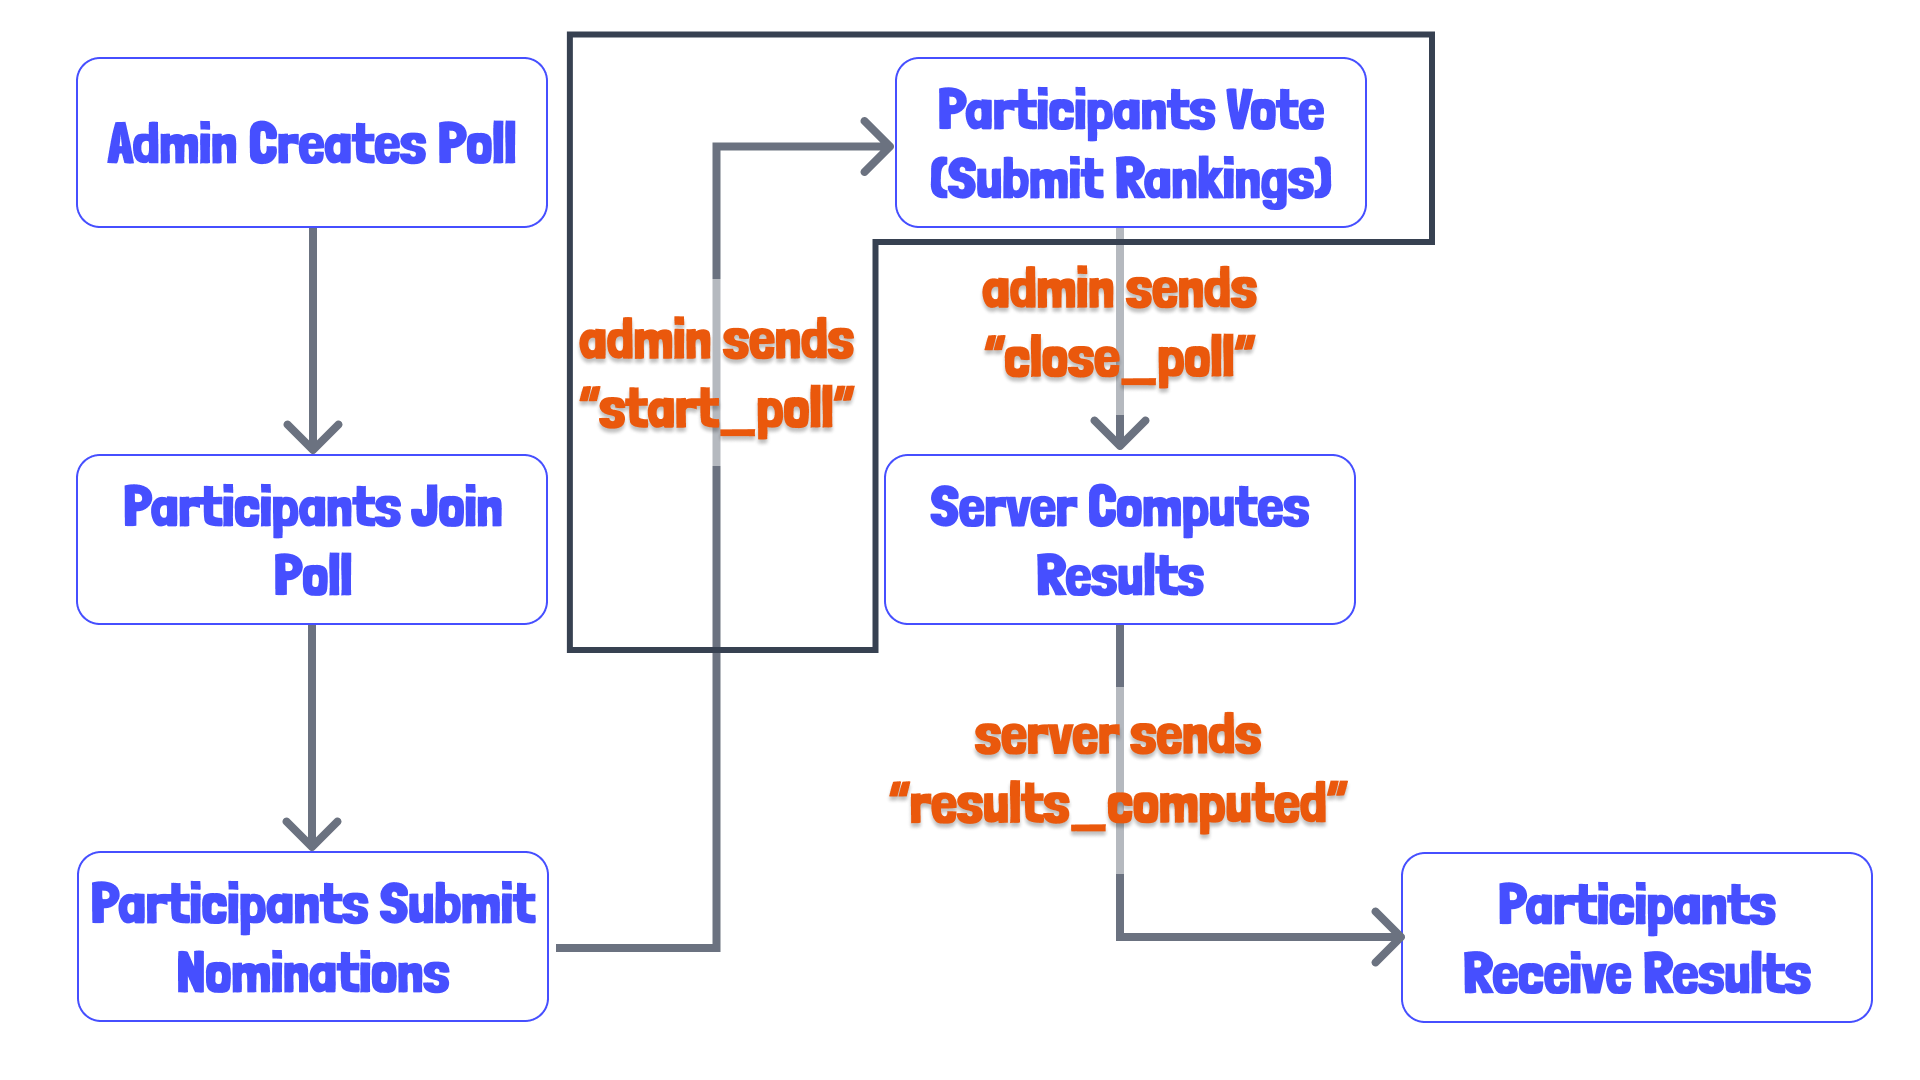 Admin Creates Poll
Participants Join
Poll
Participants Submit
Nominations
admin sends
“start_poll”
Participants Vote
(Submit Rankings)
admin sends
“close_poll”
Server Computes
Results
server sends
“results_computed”
Participants
Receive Results